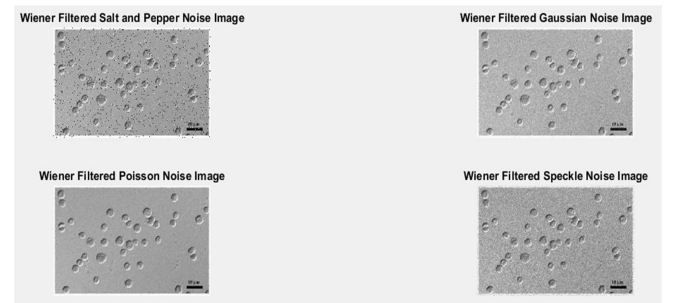 Wiener Filtered Salt and Pepper Noise Image
Wiener Filtered Gaussian Noise Image
Wiener Filtered Poisson Noise Image
Wiener Filtered Speckle Noise Image